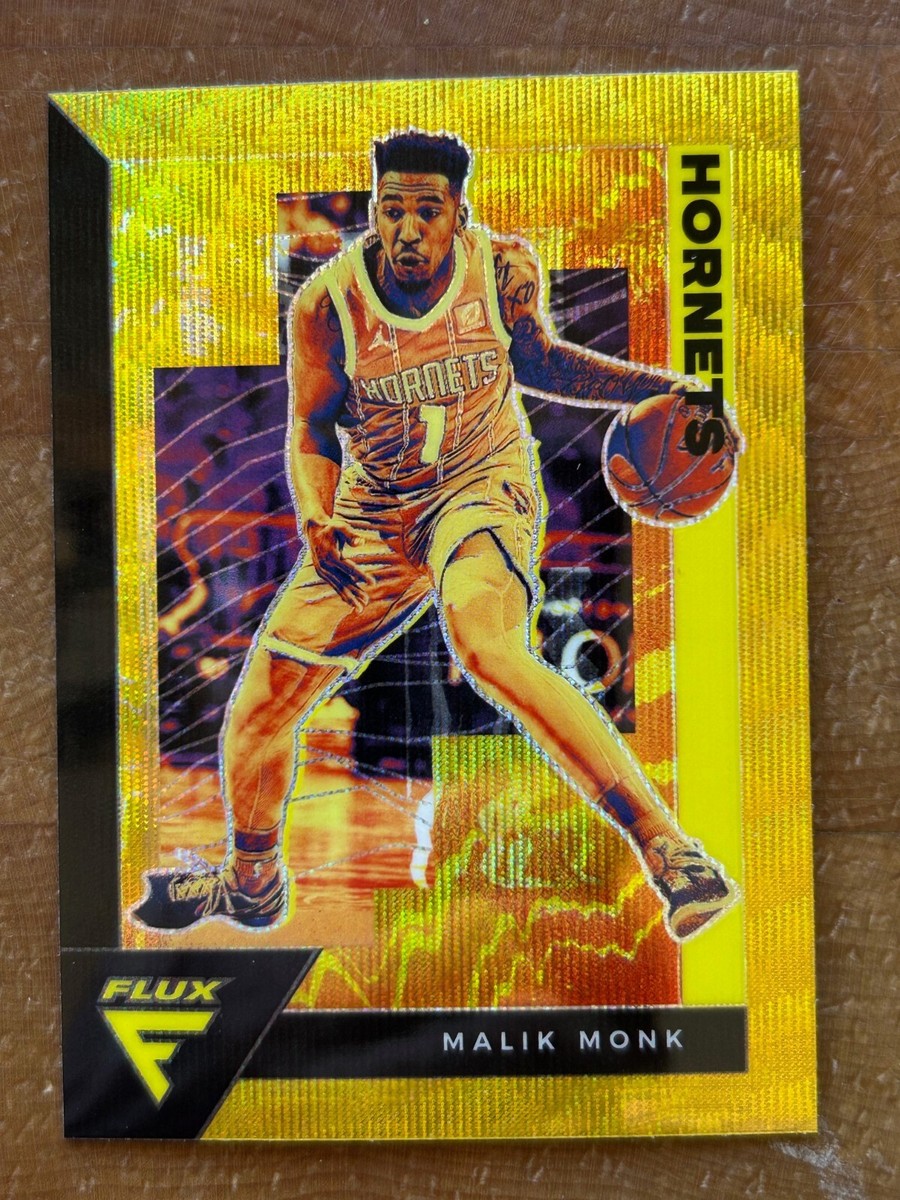 HORNETS
HORNETS
1
FLUX
MALIK MONK